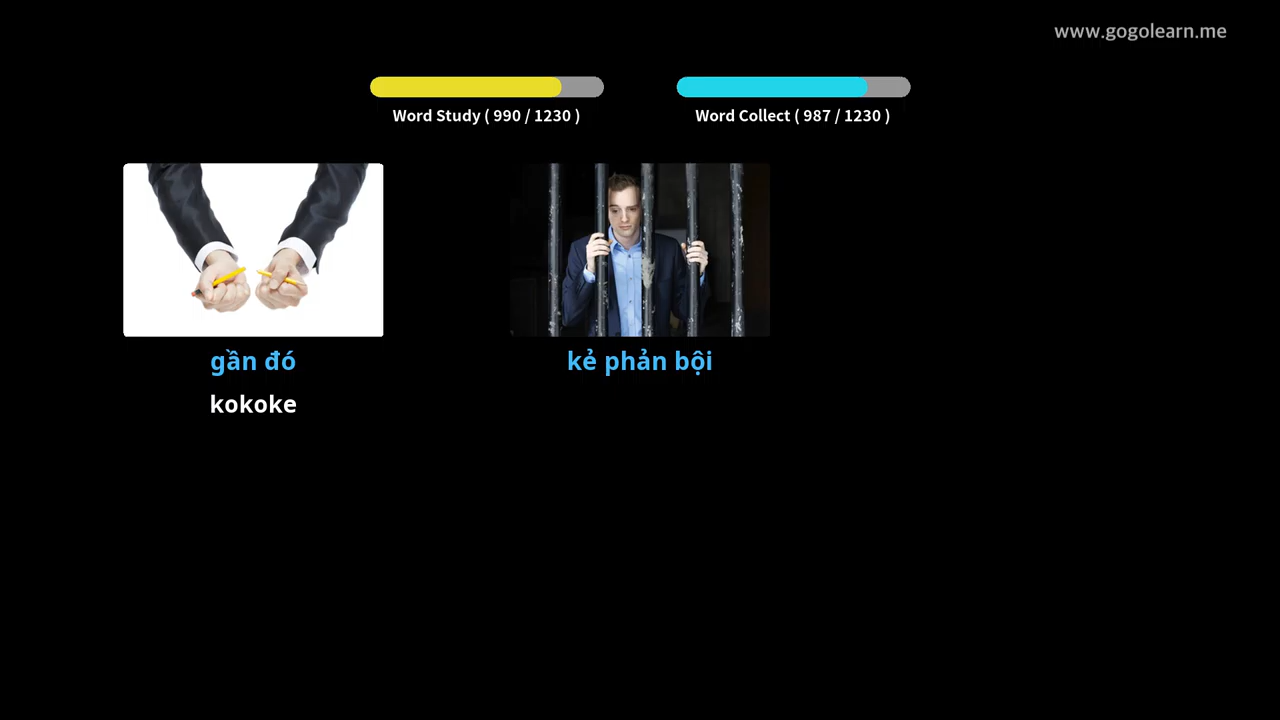 www.gogolearn.me
Word Study ( 990 / 1230 )
Word Collect ( 987 / 1230 )
gần đó
kẻ phản bội
kokoke